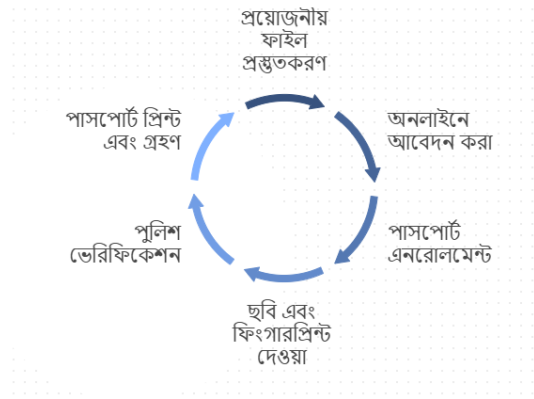 প্রয়োজনীয়
ফাইল
প্রস্তুতকরণ
অনলাইনে
আবেদন করা
পাসপোর্ট
এনরোলমেন্ট
ছবি এবং
ফিংগারপ্রিন্ট
দেওয়া
পুলিশ
ভেরিফিকেশন
পাসপোর্ট প্রিন্ট
এবং গ্রহণ